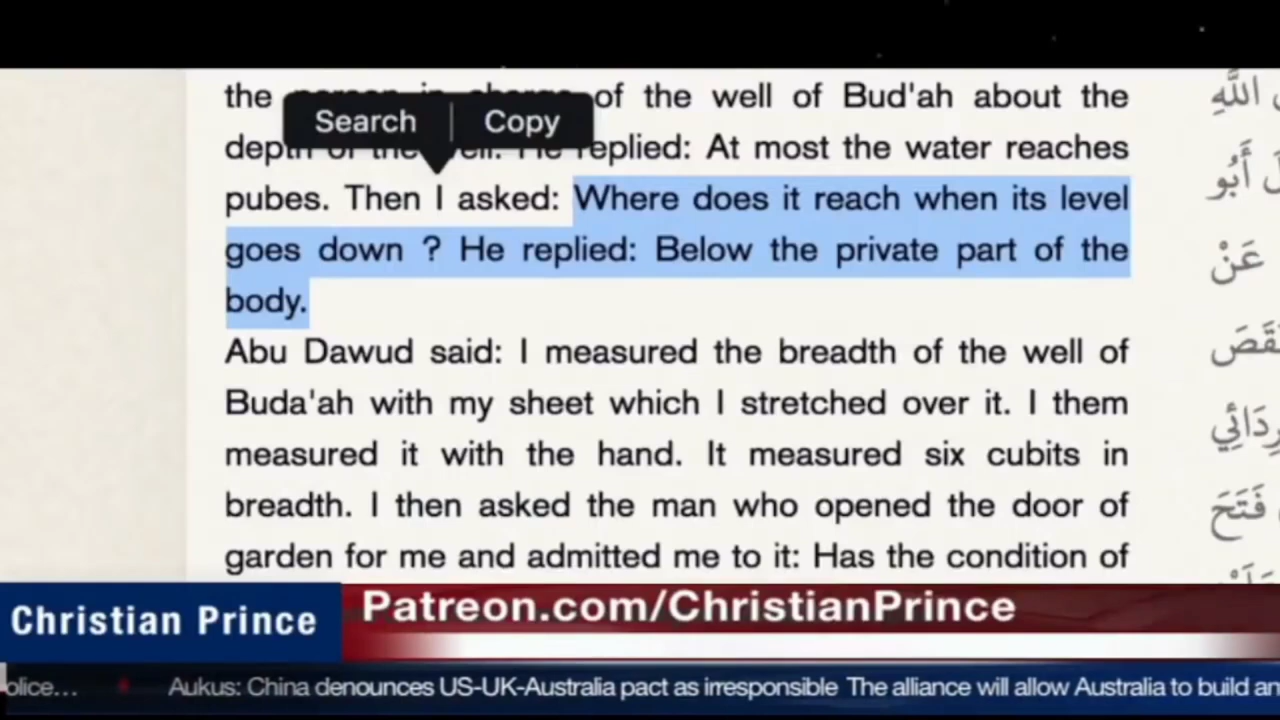 the of the well of Bud'ah about the
Search Copy
replied: At most the water reaches
pubes. Then I asked: Where does it reach when its level
goes down ? He replied: Below the private part of the
body.
Abu Dawud said: I measured the breadth of the well of
Buda'ah with my sheet which I stretched over it. I them
measured it with the hand. It measured six cubits in
breadth. I then asked the man who opened the door of
garden for me and admitted me to it: Has the condition of
اللَّهِ
أَبُو
عَنْ
فَتَحَ
Christian Prince
Patreon.com/ChristianPrince
olice... Aukus: China denounces US-UK-Australia pact as irresponsible The alliance will allow Australia to build an